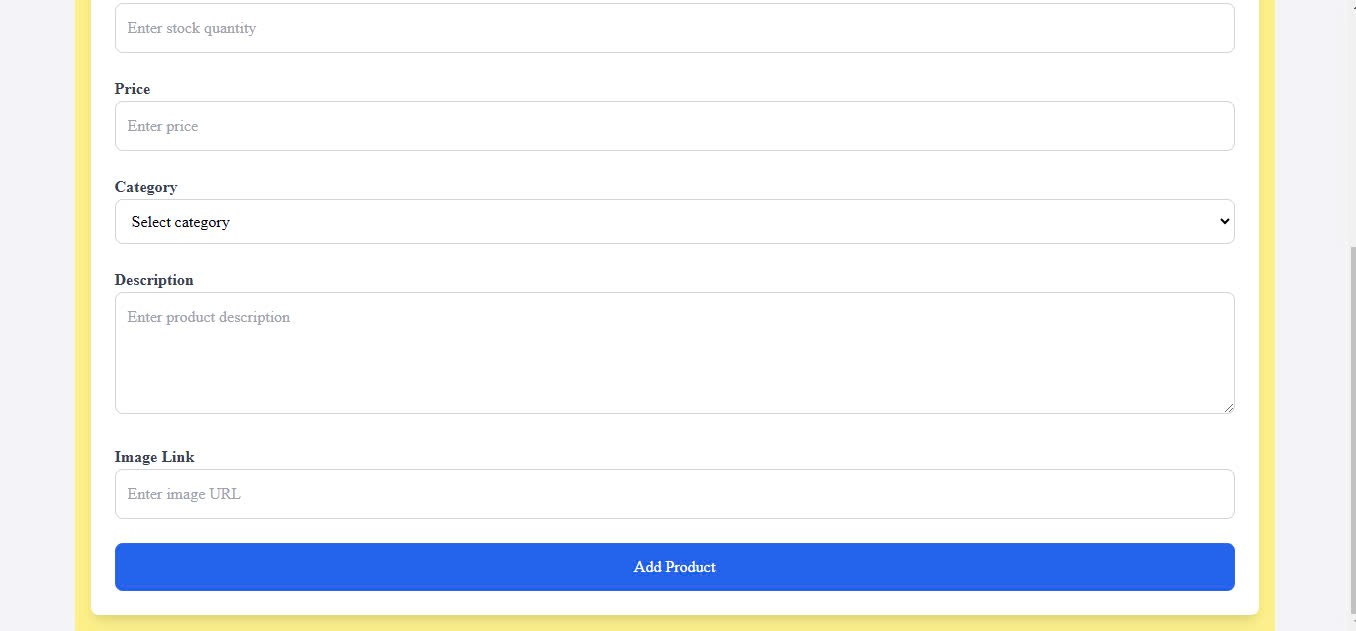 Enter stock quantity
Price
Enter price
Category
Select category
Description
Enter product description
Image Link
Enter image URL
Add Product